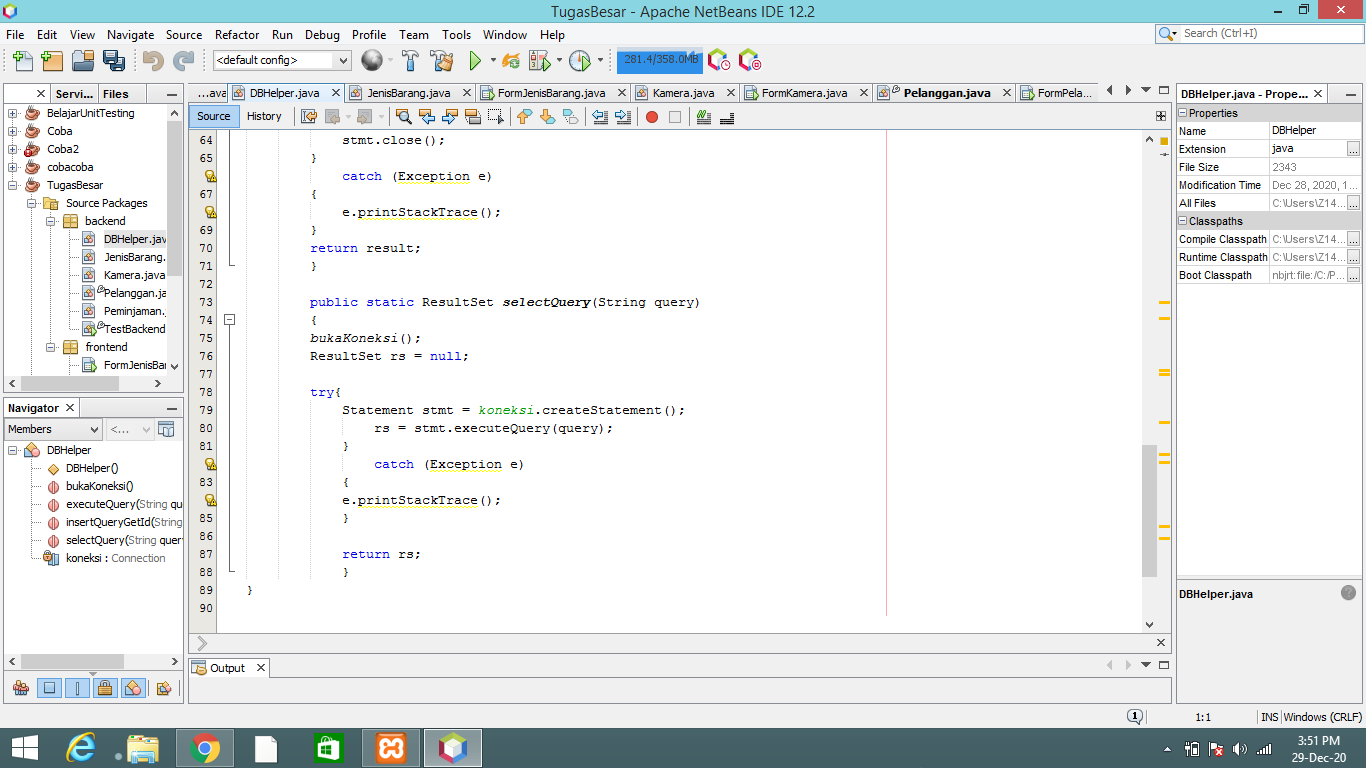 TugasBesar - Apache NetBeans IDE 12.2
File Edit View Navigate Source Refactor Run Debug Profile Team Tools Window Help
Search (Ctrl+I)
<default config>
281.4/358.0MB
Servi... Files
...ava DBHelper.java JenisBarang.java FormJenisBarang.java Kamera.java FormKamera.java Pelanggan.java FormPela...
Source History
BelajarUnitTesting
Coba
Coba2
cobacoba
TugasBesar
Source Packages
backend
DBHelper.jav
JenisBarang.
Kamera.java
Pelanggan.ja
Peminjaman.j
TestBackend
frontend
FormJenisBar
Navigator
Members
<...
DBHelper
DBHelper()
bukaKoneksi()
executeQuery(String qu
insertQueryGetId(String
selectQuery(String quer
koneksi : Connection
64 stmt.close();
65 }
catch (Exception e)
67 {
e.printStackTrace();
69 }
70 return result;
71 }
72
73 public static ResultSet selectQuery(String query)
74 {
75 bukaKoneksi();
76 ResultSet rs = null;
77
78 try{
79 Statement stmt = koneksi.createStatement();
80 rs = stmt.executeQuery(query);
81 }
catch (Exception e)
83 {
e.printStackTrace();
85 }
86
87 return rs;
88 }
89 }
90
Output
DBHelper.java - Prope...
Properties
Name DBHelper
Extension java ...
File Size 2343
Modification Time Dec 28, 2020, 1...
All Files C:\Users\Z14... ...
Classpaths
Compile Classpath C:\Users\Z14... ...
Runtime Classpath C:\Users\Z14... ...
Boot Classpath nbjrt:file:/C:/P... ...
DBHelper.java
?
1
1:1 INS Windows (CRLF)
3:51 PM
29-Dec-20